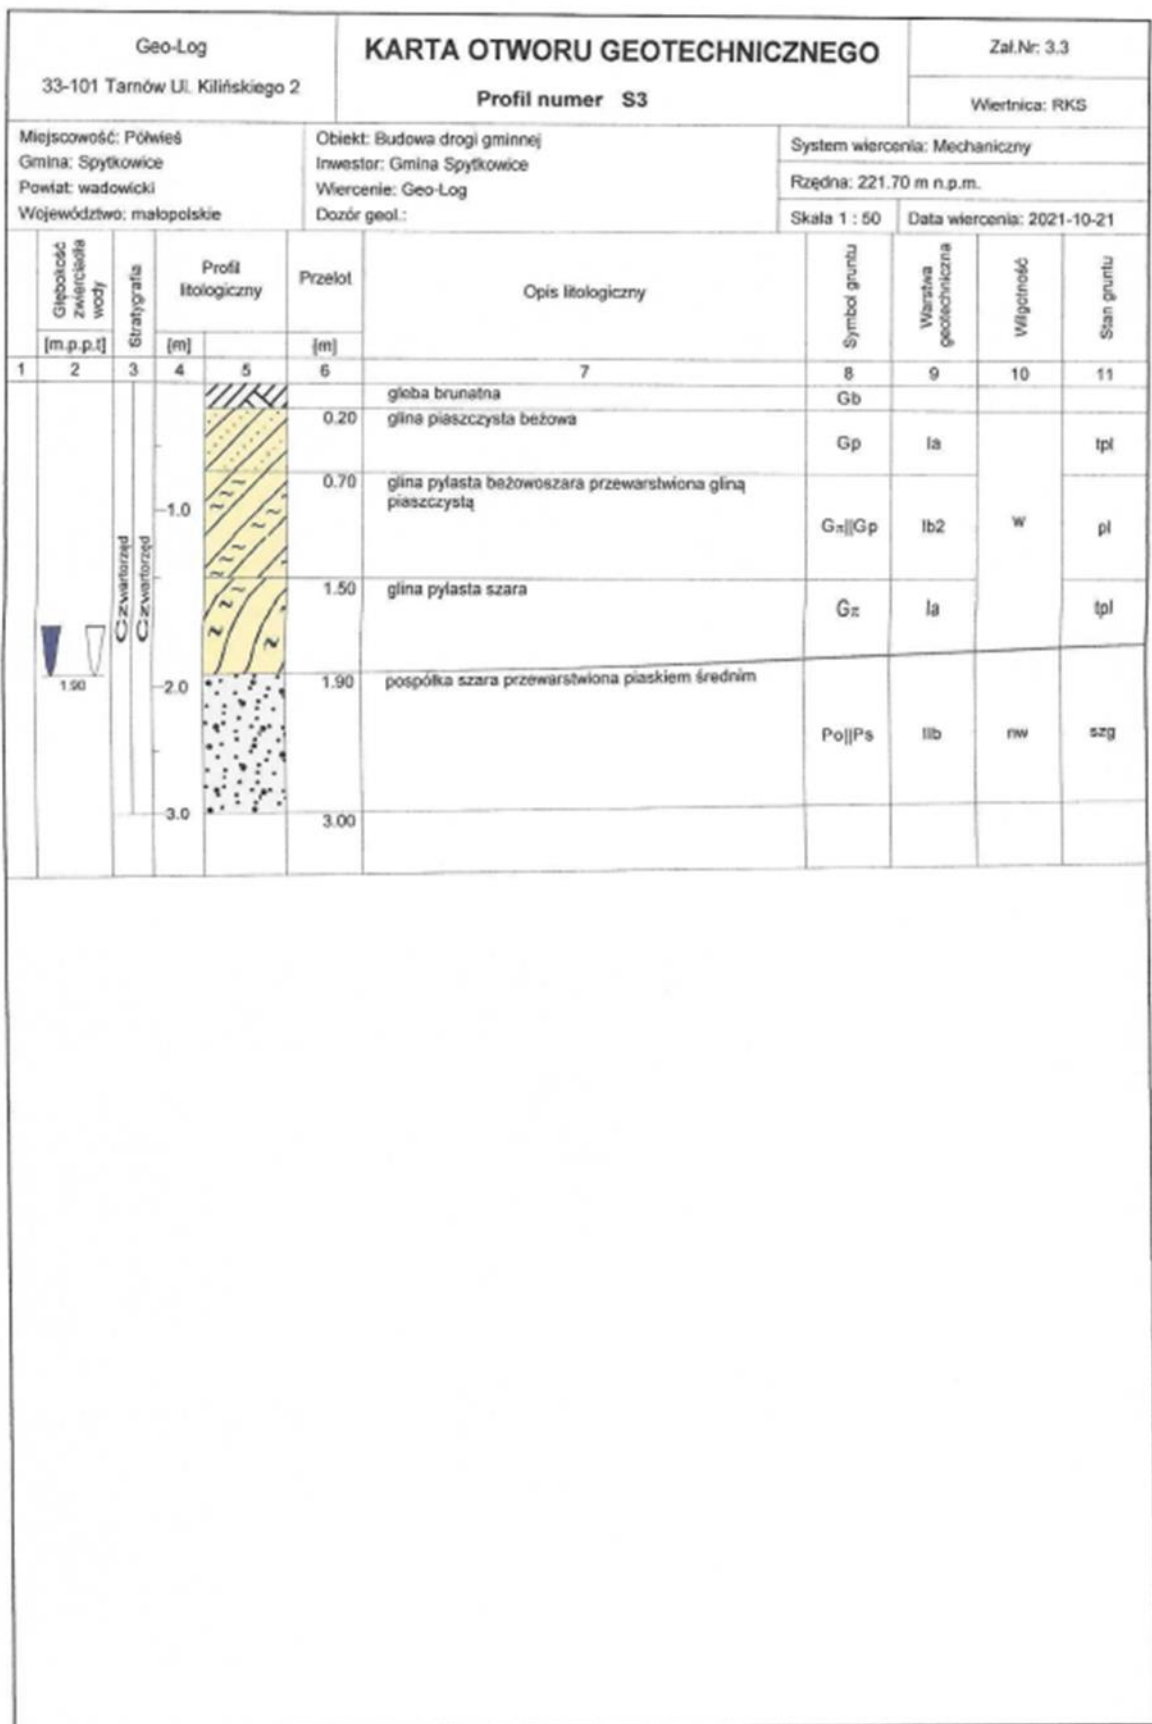 Geo-Log
33-101 Tarnów Ul. Kilińskiego 2
KARTA OTWORU GEOTECHNICZNEGO
Profil numer S3
Zał.Nr: 3.3
Wiertnica: RKS
Miejscowość: Półwieś
Gmina: Spytkowice
Powiat: wadowicki
Województwo: małopolskie
Obiekt: Budowa drogi gminnej
Inwestor: Gmina Spytkowice
Wiercenie: Geo-Log
Dozór geol.:
System wiercenia: Mechaniczny
Rzędna: 221.70 m n.p.m.
Skala 1 : 50
Data wiercenia: 2021-10-21
Głębokość
zwierciadła
wody
[m.p.p.t]
Stratygrafia
Profil
litologiczny
[m]
Przelot
[m]
Opis litologiczny
Symbol gruntu
Warstwa
geotechniczna
Wilgotność
Stan gruntu
1 2 3 4 5 6 7 8 9 10 11
gleba brunatna
Gb
0.20 glina piaszczysta beżowa
Gp Ia tpl
0.70 glina pylasta beżowoszara przewarstwiona gliną
piaszczystą
1.0
Gπ||Gp Ib2 w pl
Czwartorzęd
Czwartorzęd
1.50 glina pylasta szara
Gπ Ia tpl
1.90
2.0
1.90 pospółka szara przewarstwiona piaskiem średnim
Po||Ps IIb nw szg
3.0
3.00